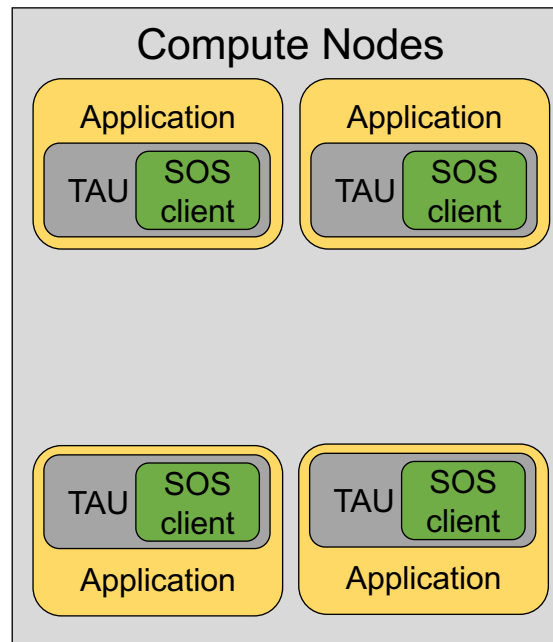 Compute Nodes
Application
TAU
SOS
client
Application
TAU
SOS
client
TAU
SOS
client
Application
TAU
SOS
client
Application